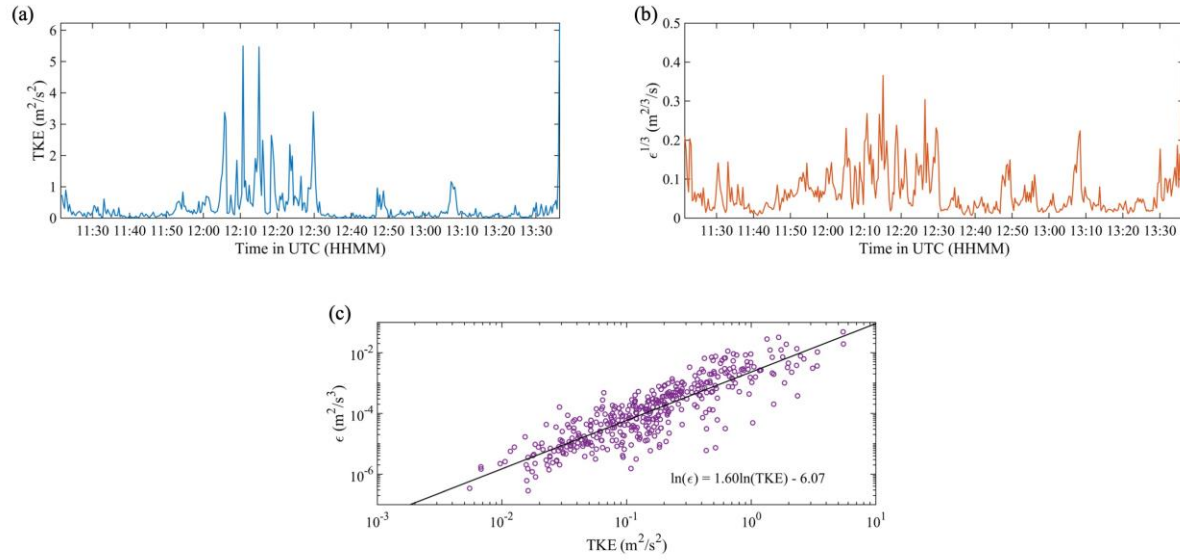 (a)
TKE (m²/s²)
6
5
4
3
2
1
0
11:30 11:40 11:50 12:00 12:10 12:20 12:30 12:40 12:50 13:00 13:10 13:20 13:30
Time in UTC (HHMM)
(b)
ϵ^{1/3} (m^{2/3}/s)
0.5
0.4
0.3
0.2
0.1
0
11:30 11:40 11:50 12:00 12:10 12:20 12:30 12:40 12:50 13:00 13:10 13:20 13:30
Time in UTC (HHMM)
(c)
ϵ (m²/s³)
10⁻²
10⁻⁴
10⁻⁶
ln(ϵ) = 1.60ln(TKE) - 6.07
10⁻³ 10⁻² 10⁻¹ 10⁰ 10¹
TKE (m²/s²)